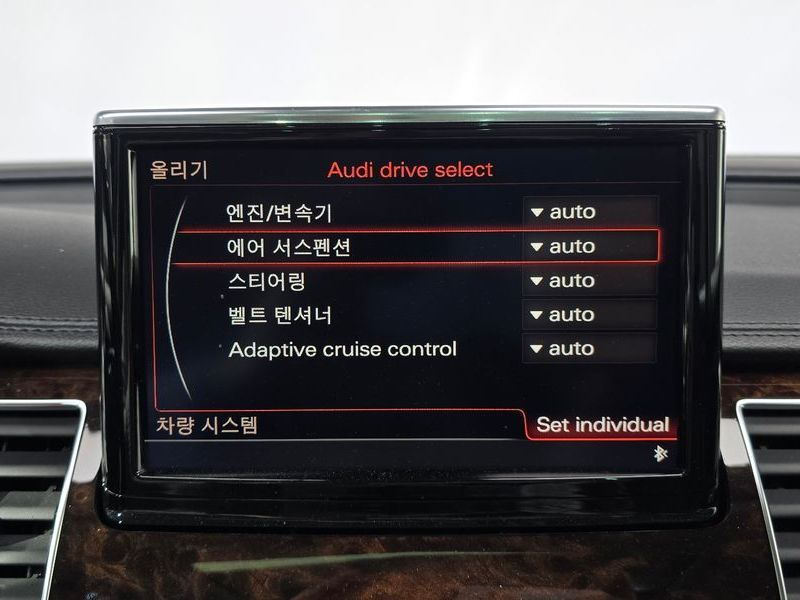 올리기 Audi drive select
엔진/변속기 auto
에어 서스펜션 auto
스티어링 auto
벨트 텐셔너 auto
Adaptive cruise control auto
차량 시스템 Set individual